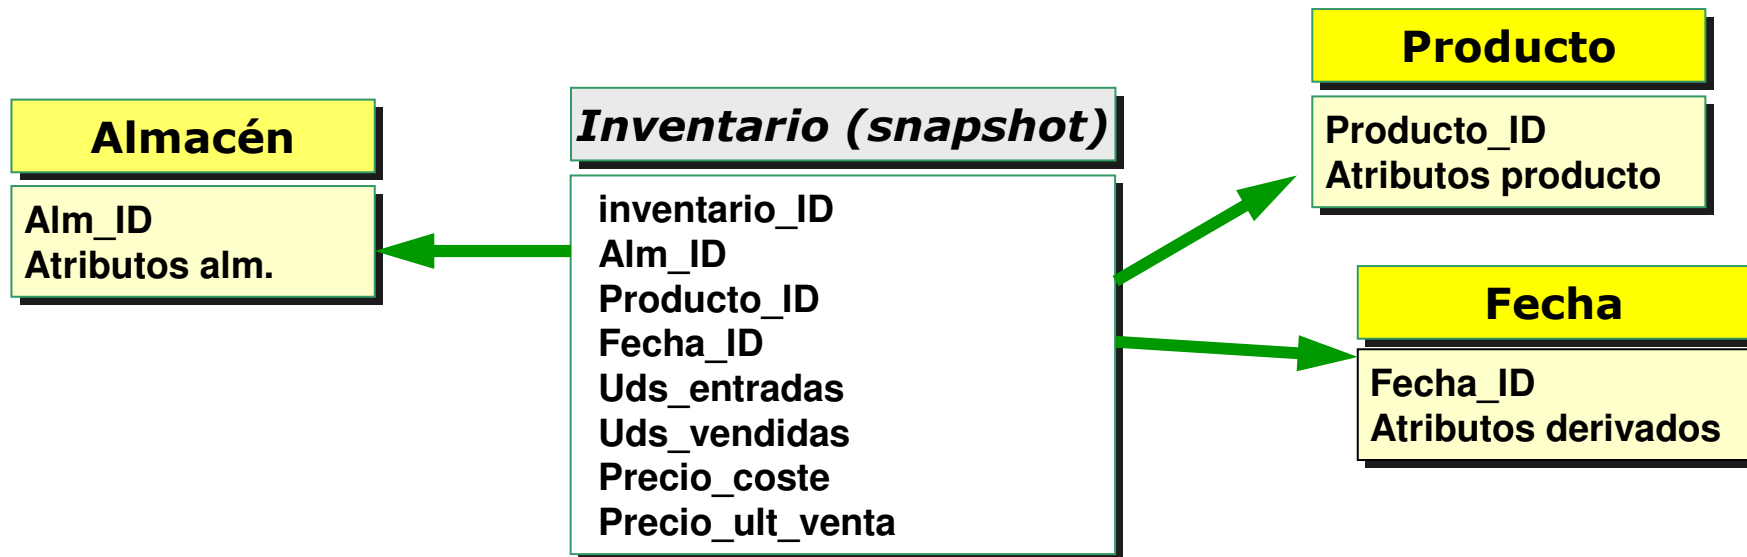 Almacén
Alm_ID
Atributos alm.
Inventario (snapshot)
inventario_ID
Alm_ID
Producto_ID
Fecha_ID
Uds_entradas
Uds_vendidas
Precio_coste
Precio_ult_venta
Producto
Producto_ID
Atributos producto
Fecha
Fecha_ID
Atributos derivados